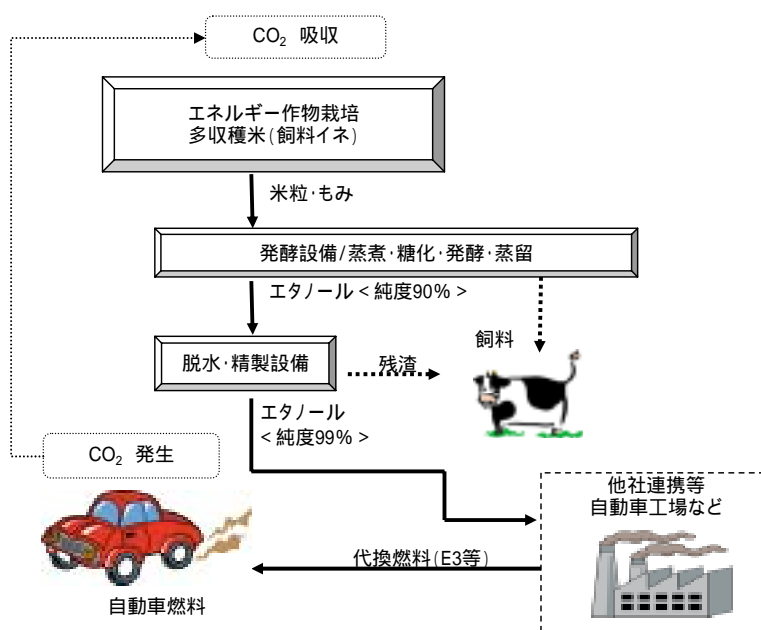 CO₂ 吸収
エネルギー作物栽培
多収穫米(飼料イネ)
米粒・もみ
発酵設備/蒸煮・糖化・発酵・蒸留
エタノール<純度90%>
飼料
脱水・精製設備
残渣
エタノール
<純度99%>
CO₂ 発生
他社連携等
自動車工場など
代換燃料(E3等)
自動車燃料